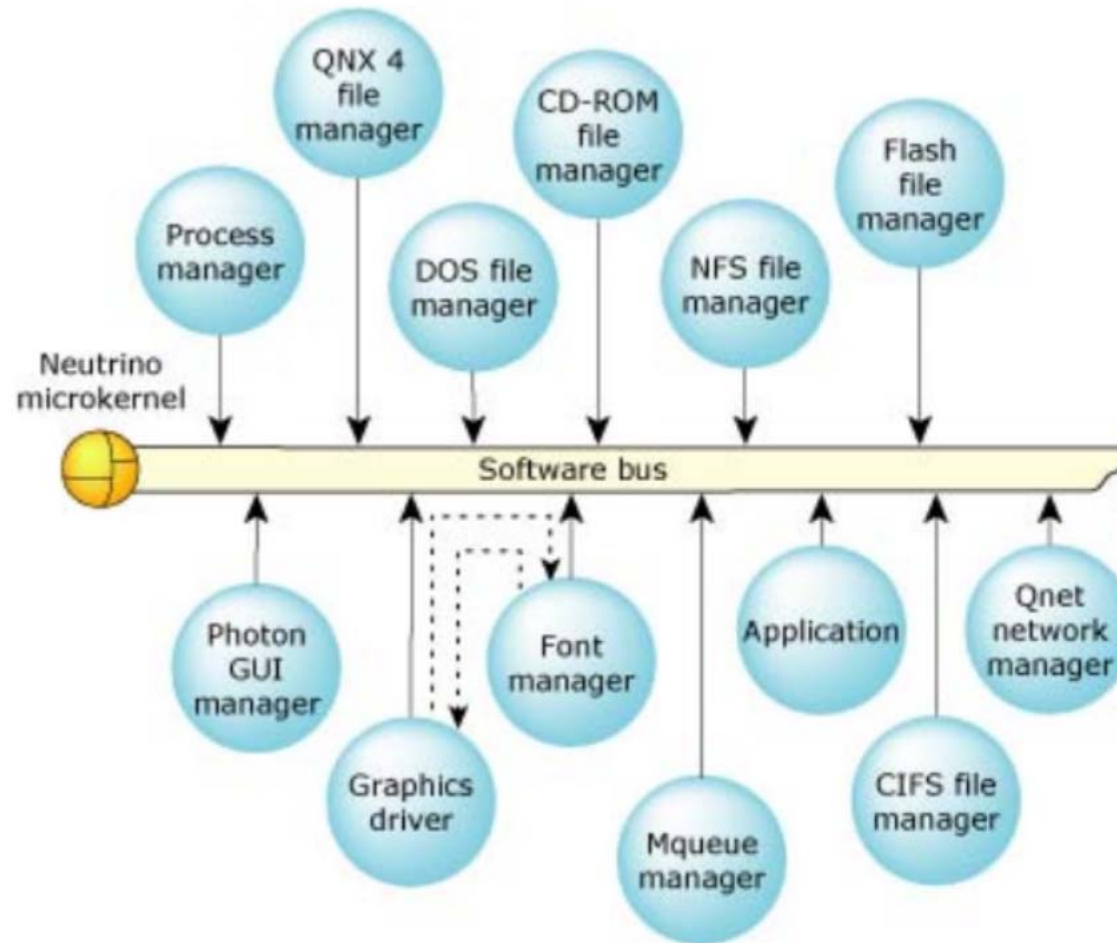 QNX 4
file
manager
CD-ROM
file
manager
Flash
file
manager
Process
manager
DOS file
manager
NFS file
manager
Neutrino
microkernel
Software bus
Photon
GUI
manager
Font
manager
Application
Qnet
network
manager
Graphics
driver
Mqueue
manager
CIFS file
manager